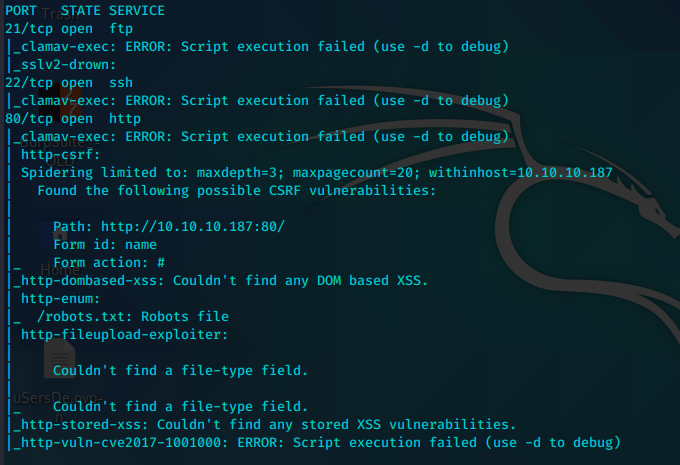 PORT   STATE SERVICE
21/tcp open  ftp
|_clamav-exec: ERROR: Script execution failed (use -d to debug)
|_sslv2-drown:
22/tcp open  ssh
|_clamav-exec: ERROR: Script execution failed (use -d to debug)
80/tcp open  http
|_clamav-exec: ERROR: Script execution failed (use -d to debug)
| http-csrf:
| Spidering limited to: maxdepth=3; maxpagecount=20; withinhost=10.10.10.187
|   Found the following possible CSRF vulnerabilities:
|
|     Path: http://10.10.10.187:80/
|     Form id: name
|_    Form action: #
|_http-dombased-xss: Couldn't find any DOM based XSS.
| http-enum:
|_  /robots.txt: Robots file
| http-fileupload-exploiter:
|
|     Couldn't find a file-type field.
|
|_    Couldn't find a file-type field.
|_http-stored-xss: Couldn't find any stored XSS vulnerabilities.
|_http-vuln-cve2017-1001000: ERROR: Script execution failed (use -d to debug)
Trash
Home